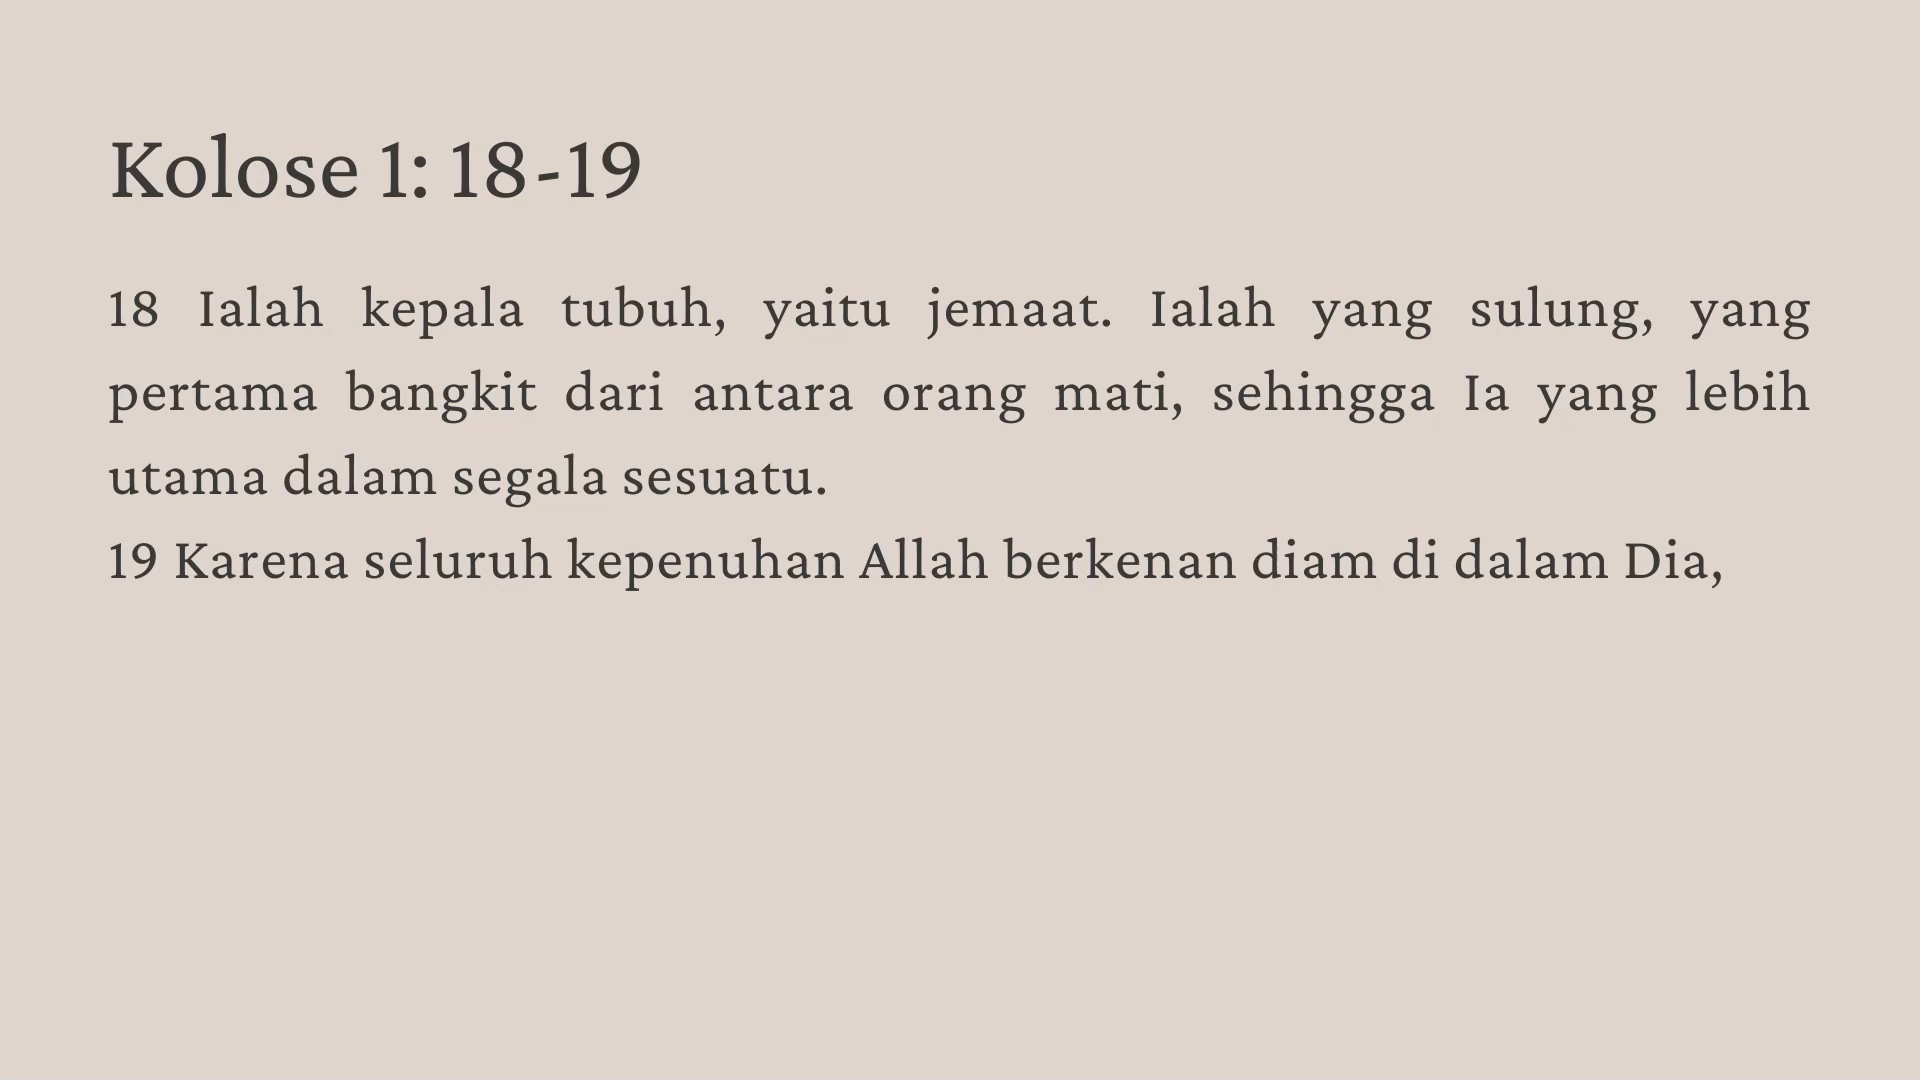 Kolose 1: 18-19
18 Ialah kepala tubuh, yaitu jemaat. Ialah yang sulung, yang
pertama bangkit dari antara orang mati, sehingga Ia yang lebih
utama dalam segala sesuatu.
19 Karena seluruh kepenuhan Allah berkenan diam di dalam Dia,